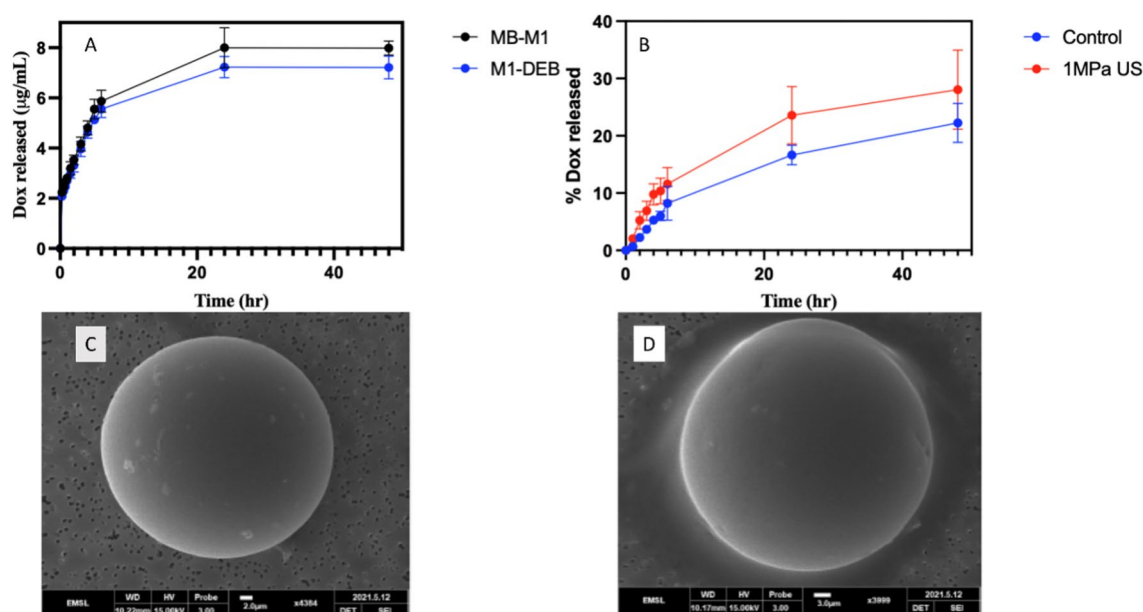 A
Dox released (µg/mL)
8
6
4
2
0
0
20
40
Time (hr)
MB-M1
M1-DEB
B
% Dox released
40
30
20
10
0
0
20
40
Time (hr)
Control
1MPa US
C
EMSL
WD
10.22mm
HV
15.00kV
Probe
3.00
2.0µm
x4384
2021.5.12
DET
SEI
D
EMSL
WD
10.17mm
HV
15.00kV
Probe
3.00
3.0µm
x3999
2021.5.12
DET
SEI